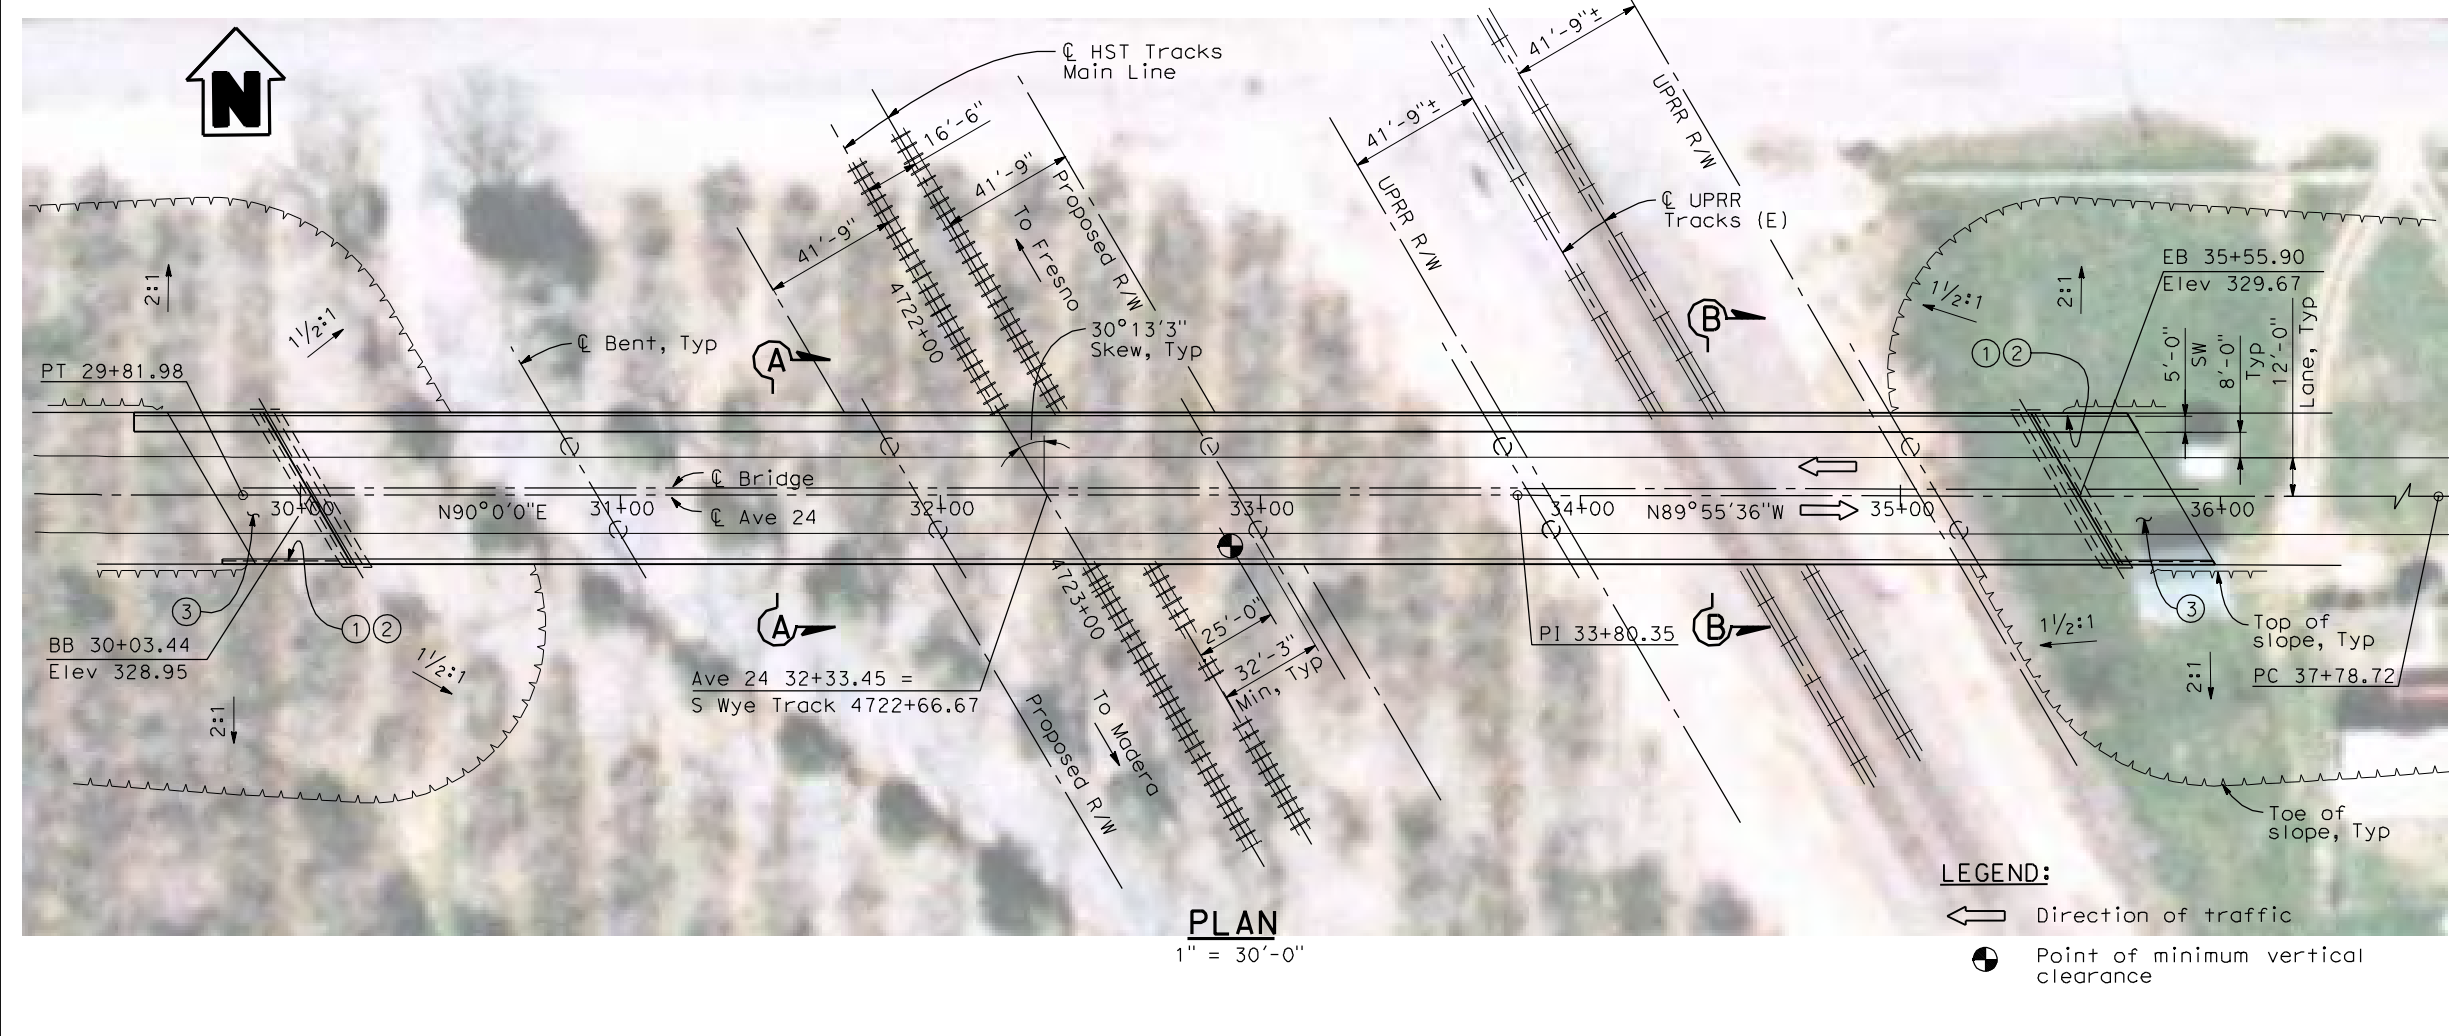 N
℄ HST Tracks
Main Line
16'-6"
41'-9"
41'-9"
Proposed R/W
To Fresno
4722+00
41'-9"±
41'-9"±
UPRR R/W
UPRR R/W
℄ UPRR
Tracks (E)
2:1
1½:1
℄ Bent, Typ
A
30°13'3"
Skew, Typ
B
1½:1
2:1
EB 35+55.90
Elev 329.67
1 2
5'-0"
SW
8'-0"
Typ
12'-0"
Lane, Typ
PT 29+81.98
℄ Bridge
℄ Ave 24
30+00
N90°0'0"E
31+00
32+00
33+00
34+00
N89°55'36"W
35+00
36+00
3
1 2
BB 30+03.44
Elev 328.95
2:1
1½:1
A
Ave 24 32+33.45 =
S Wye Track 4722+66.67
4723+00
25'-0"
32'-3"
Min, Typ
Proposed R/W
To Madera
PI 33+80.35
B
1½:1
3
Top of
slope, Typ
2:1
PC 37+78.72
Toe of
slope, Typ
PLAN
1" = 30'-0"
LEGEND:
Direction of traffic
Point of minimum vertical
clearance